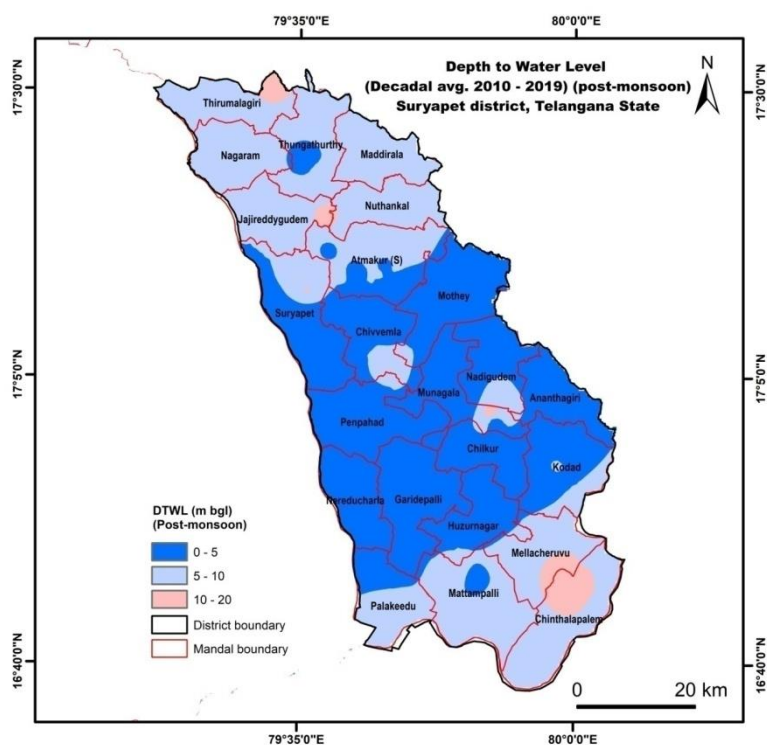 79°35'0"E 80°0'0"E
Depth to Water Level
(Decadal avg. 2010 - 2019) (post-monsoon)
Suryapet district, Telangana State
N
17°30'0"N 17°30'0"N
Thirumalagiri
Thungathurthy
Nagaram
Maddirala
Nuthankal
Jajireddygudem
Atmakur (S)
Mothey
Suryapet
Chivvemla
17°5'0"N 17°5'0"N
Nadigudem
Munagala
Ananthagiri
Penpahad
Chilkur
Kodad
Nereducharla
Garidepalli
Huzurnagar
Mellacheruvu
Mattampalli
Palakeedu
Chinthalapalem
DTWL (m bgl)
(Post-monsoon)
0 - 5
5 - 10
10 - 20
District boundary
Mandal boundary
16°40'0"N 16°40'0"N
0 20 km
79°35'0"E 80°0'0"E